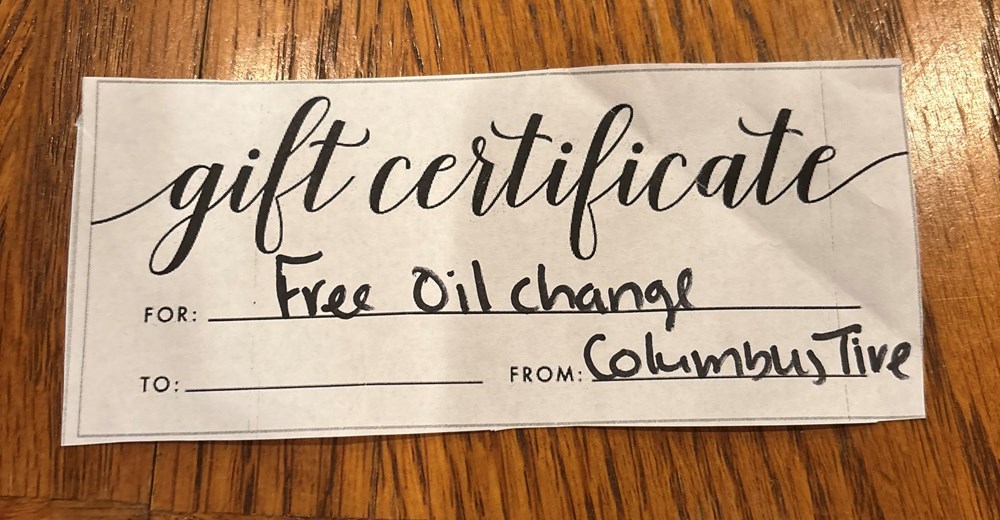 gift certificate
FOR: Free Oil change
TO: FROM: Columbus Tire